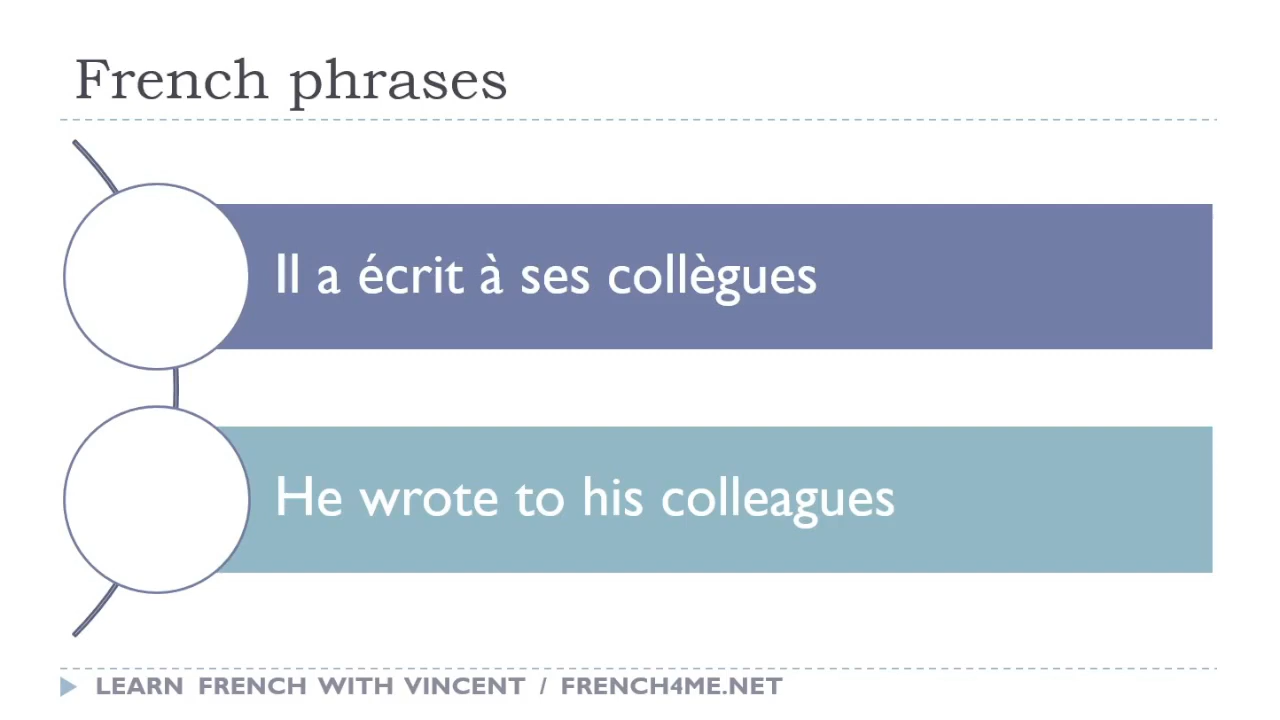 French phrases
Il a écrit à ses collègues
He wrote to his colleagues
LEARN FRENCH WITH VINCENT / FRENCH4ME.NET